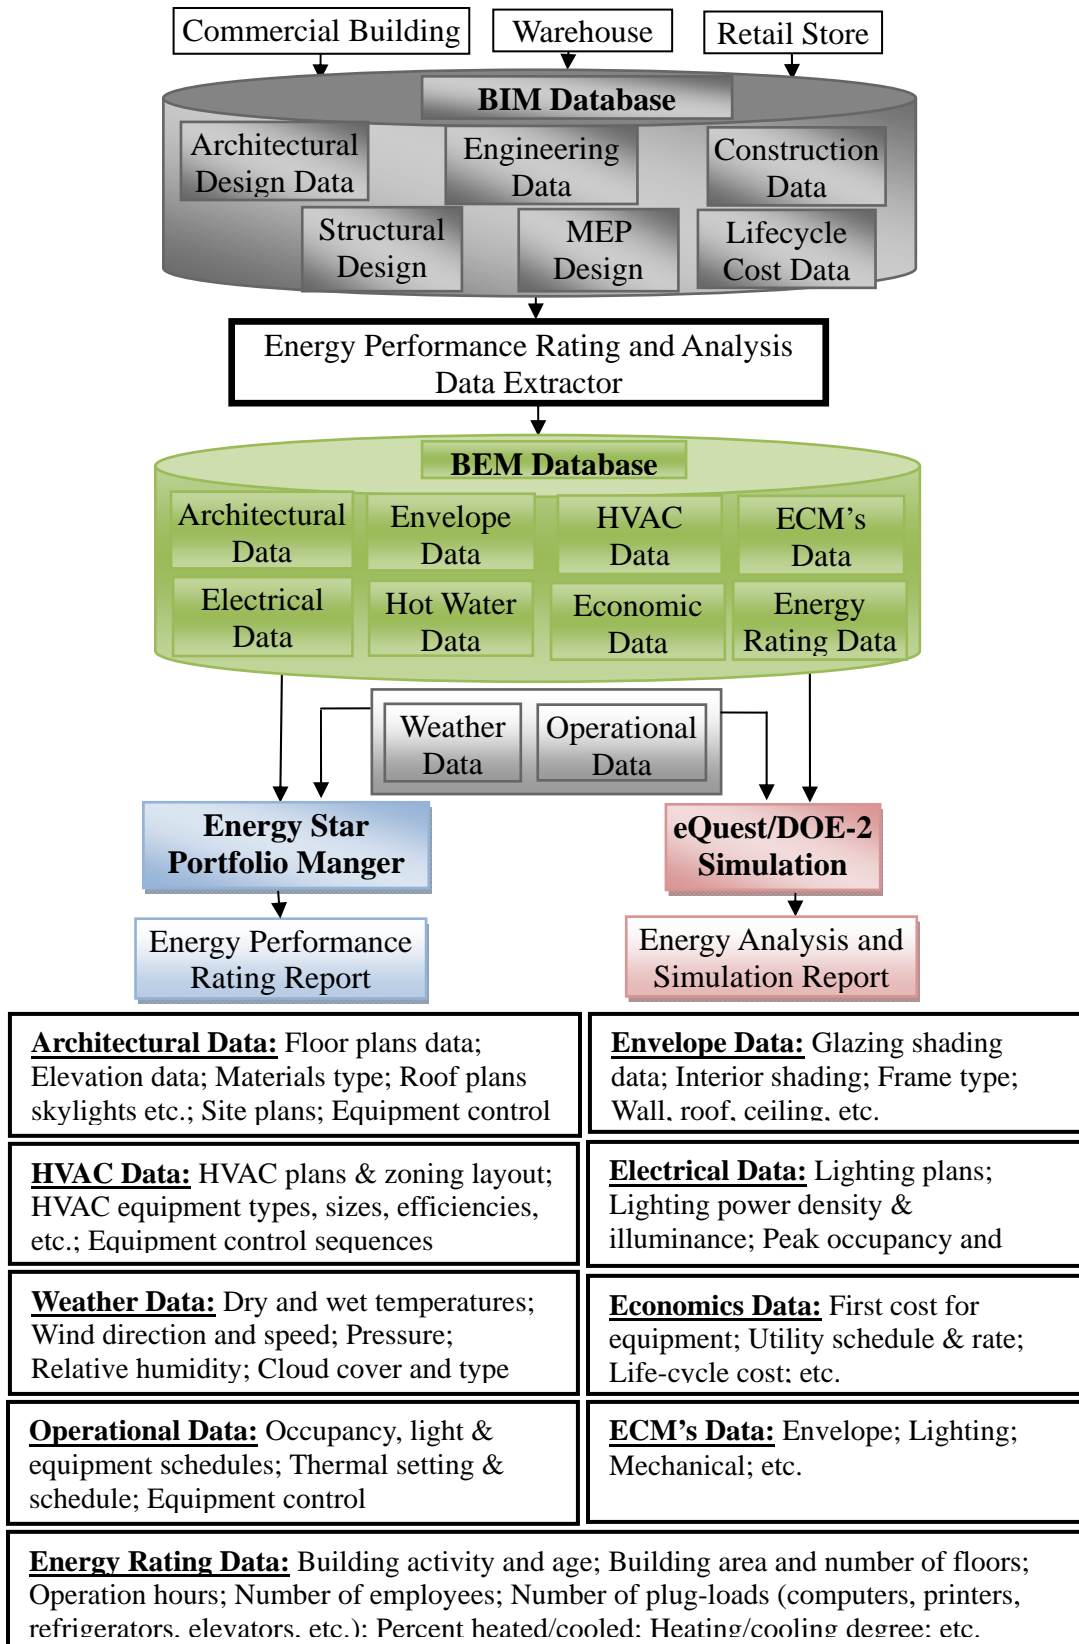 Commercial Building
Warehouse
Retail Store
BIM Database
Architectural
Design Data
Engineering
Data
Construction
Data
Structural
Design
MEP
Design
Lifecycle
Cost Data
Energy Performance Rating and Analysis
Data Extractor
BEM Database
Architectural
Data
Envelope
Data
HVAC
Data
ECM's
Data
Electrical
Data
Hot Water
Data
Economic
Data
Energy
Rating Data
Weather
Data
Operational
Data
Energy Star
Portfolio Manger
eQuest/DOE-2
Simulation
Energy Performance
Rating Report
Energy Analysis and
Simulation Report
Architectural Data: Floor plans data;
Elevation data; Materials type; Roof plans
skylights etc.; Site plans; Equipment control
Envelope Data: Glazing shading
data; Interior shading; Frame type;
Wall, roof, ceiling, etc.
HVAC Data: HVAC plans & zoning layout;
HVAC equipment types, sizes, efficiencies,
etc.; Equipment control sequences
Electrical Data: Lighting plans;
Lighting power density &
illuminance; Peak occupancy and
Weather Data: Dry and wet temperatures;
Wind direction and speed; Pressure;
Relative humidity; Cloud cover and type
Economics Data: First cost for
equipment; Utility schedule & rate;
Life-cycle cost; etc.
Operational Data: Occupancy, light &
equipment schedules; Thermal setting &
schedule; Equipment control
ECM's Data: Envelope; Lighting;
Mechanical; etc.
Energy Rating Data: Building activity and age; Building area and number of floors;
Operation hours; Number of employees; Number of plug-loads (computers, printers,
refrigerators, elevators, etc.); Percent heated/cooled; Heating/cooling degree; etc.